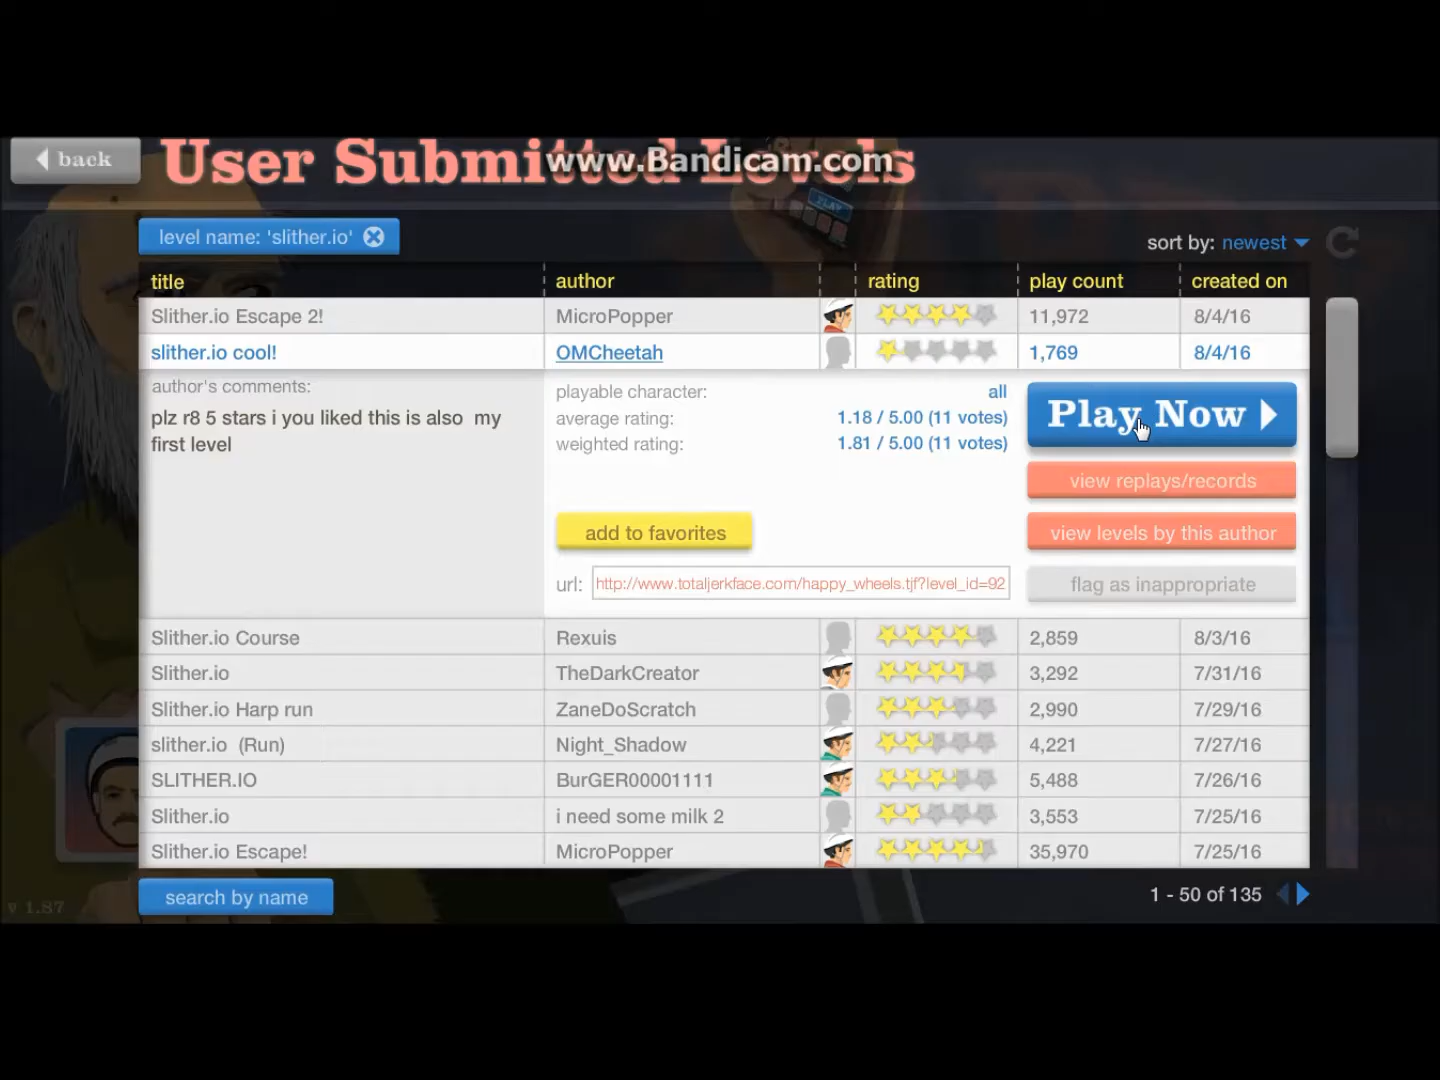 back
User Submitted Levels
www.Bandicam.com
level name: 'slither.io'
sort by: newest
title author rating play count created on
Slither.io Escape 2! MicroPopper 11,972 8/4/16
slither.io cool! OMCheetah 1,769 8/4/16
author's comments:
plz r8 5 stars i you liked this is also my
first level
playable character: all
average rating: 1.18 / 5.00 (11 votes)
weighted rating: 1.81 / 5.00 (11 votes)
add to favorites
url: http://www.totaljerkface.com/happy_wheels.tjf?level_id=92
Play Now
view replays/records
view levels by this author
flag as inappropriate
Slither.io Course Rexuis 2,859 8/3/16
Slither.io TheDarkCreator 3,292 7/31/16
Slither.io Harp run ZaneDoScratch 2,990 7/29/16
slither.io (Run) Night_Shadow 4,221 7/27/16
SLITHER.IO BurGER00001111 5,488 7/26/16
Slither.io i need some milk 2 3,553 7/25/16
Slither.io Escape! MicroPopper 35,970 7/25/16
search by name
1 - 50 of 135
v 1.87
PLAY